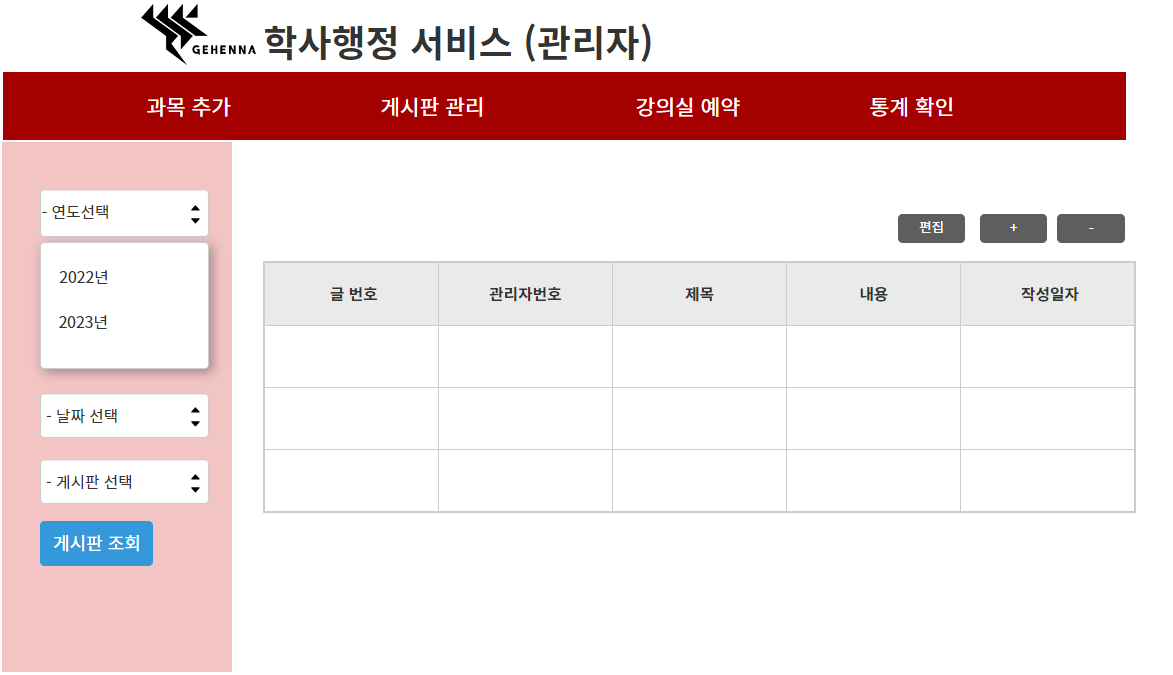 GEHENNA 학사행정 서비스 (관리자)
과목 추가 게시판 관리 강의실 예약 통계 확인
- 연도선택
2022년
2023년
- 날짜 선택
- 게시판 선택
게시판 조회
편집 + -
글 번호 관리자번호 제목 내용 작성일자